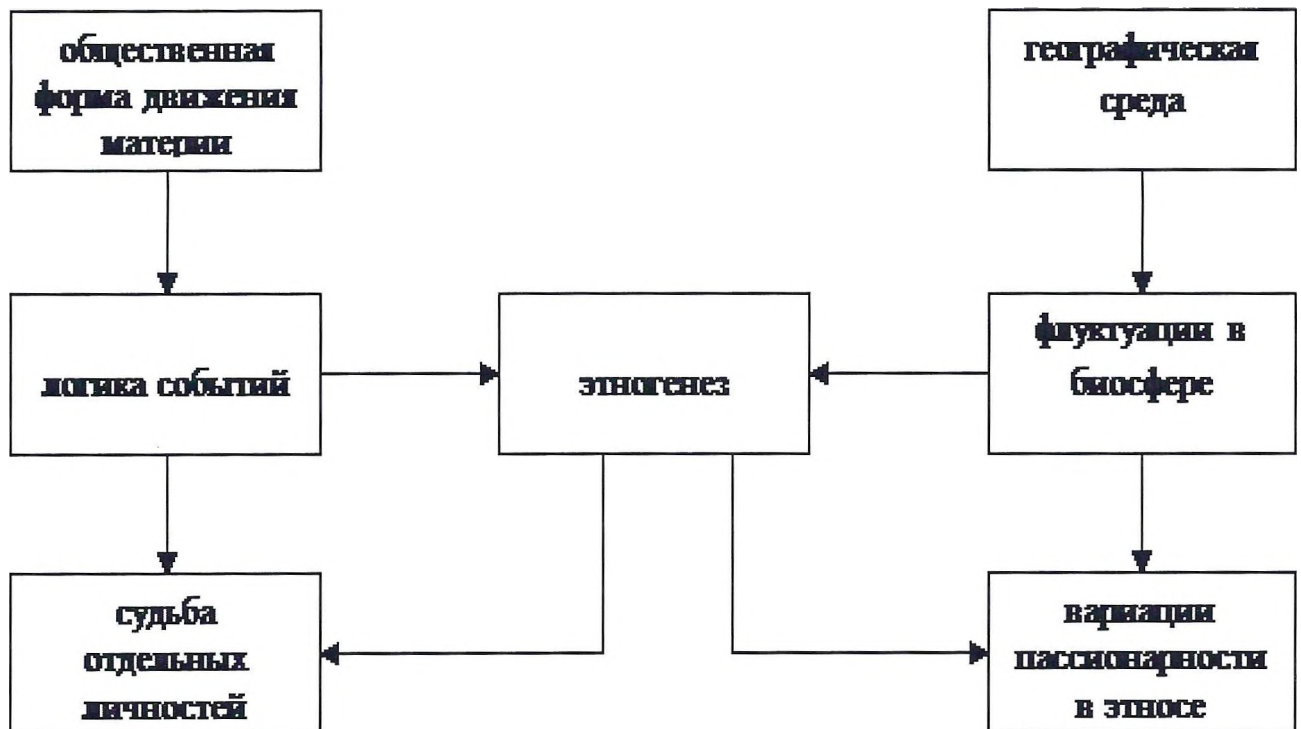 общественная
форма движения
материи
географическая
среда
логика событий
этногенез
флуктуации в
биосфере
судьба
отдельных
личностей
вариации
пассионарности
в этносе